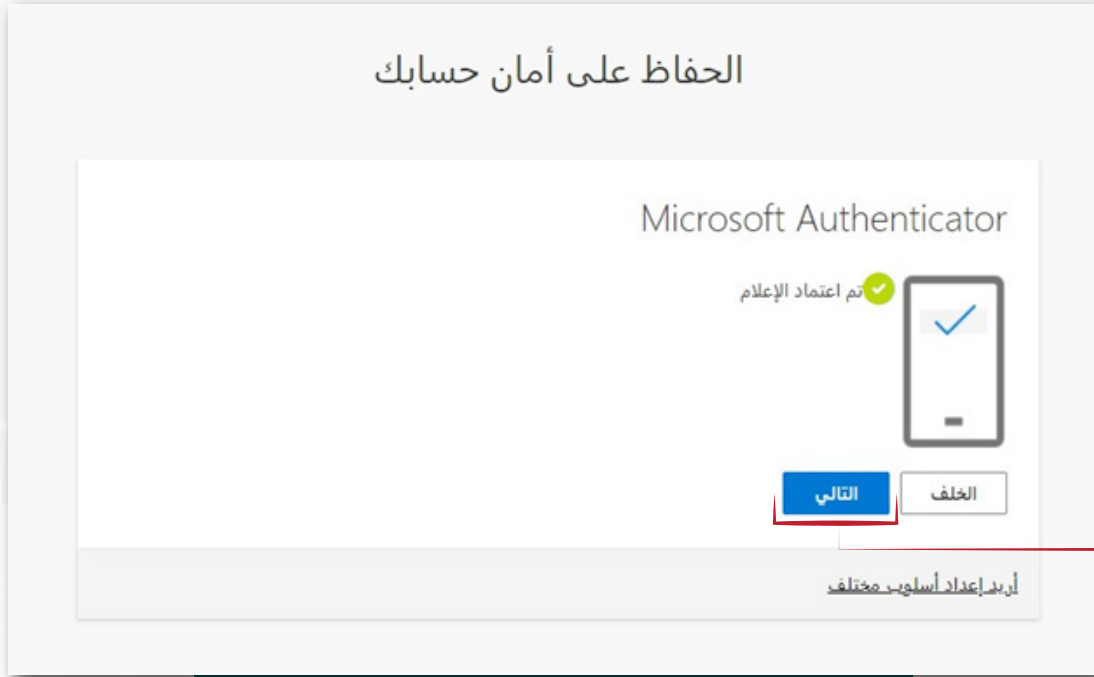 الحفاظ على أمان حسابك
Microsoft Authenticator
تم اعتماد الإعلام
الخلف
التالي
أريد إعداد أسلوب مختلف